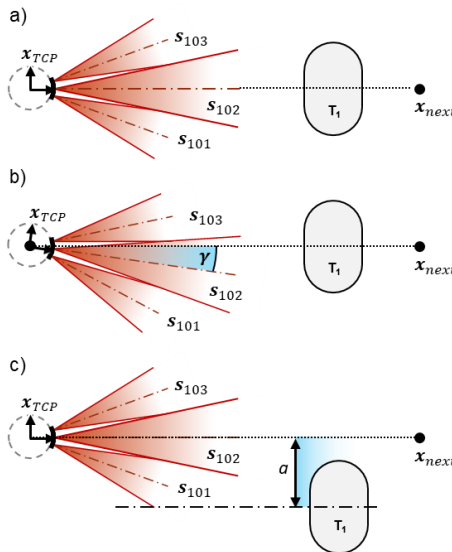 a)
x_TCP
s_103
s_102
s_101
T_1
x_next
b)
x_TCP
s_103
γ
s_102
s_101
T_1
x_next
c)
x_TCP
s_103
s_102
s_101
a
T_1
x_next